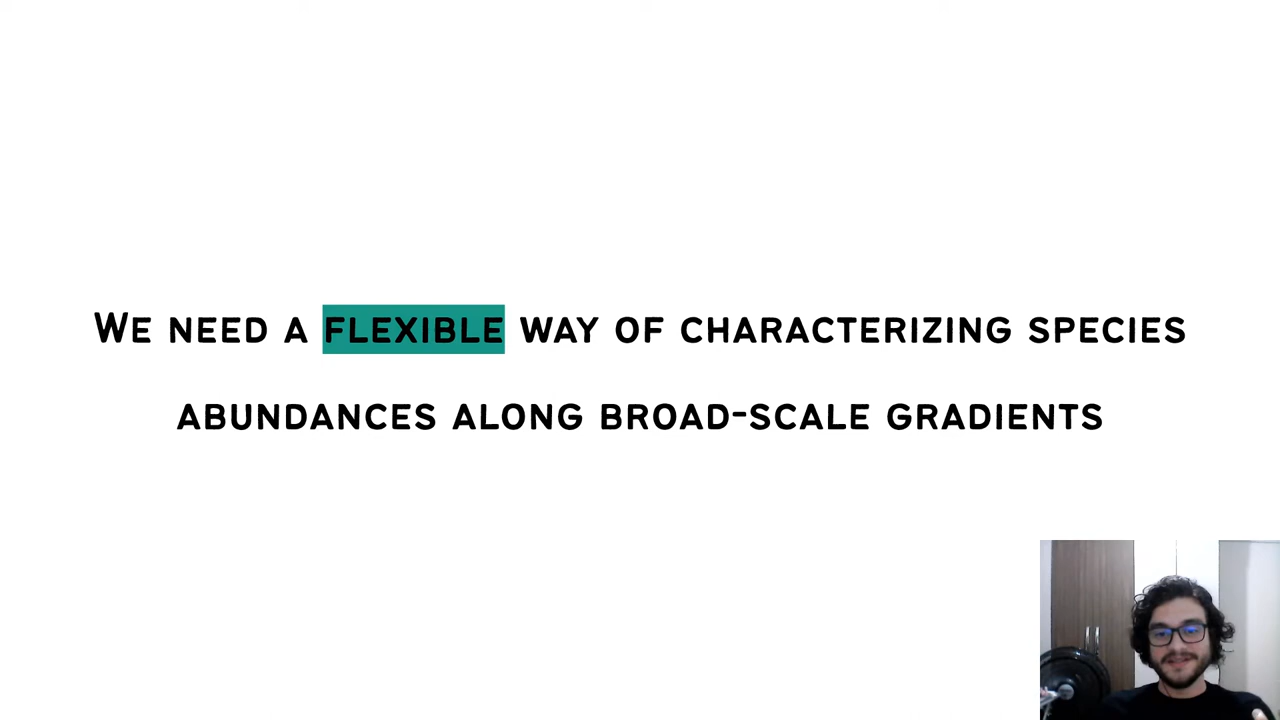 We need a flexible way of characterizing species
abundances along broad-scale gradients